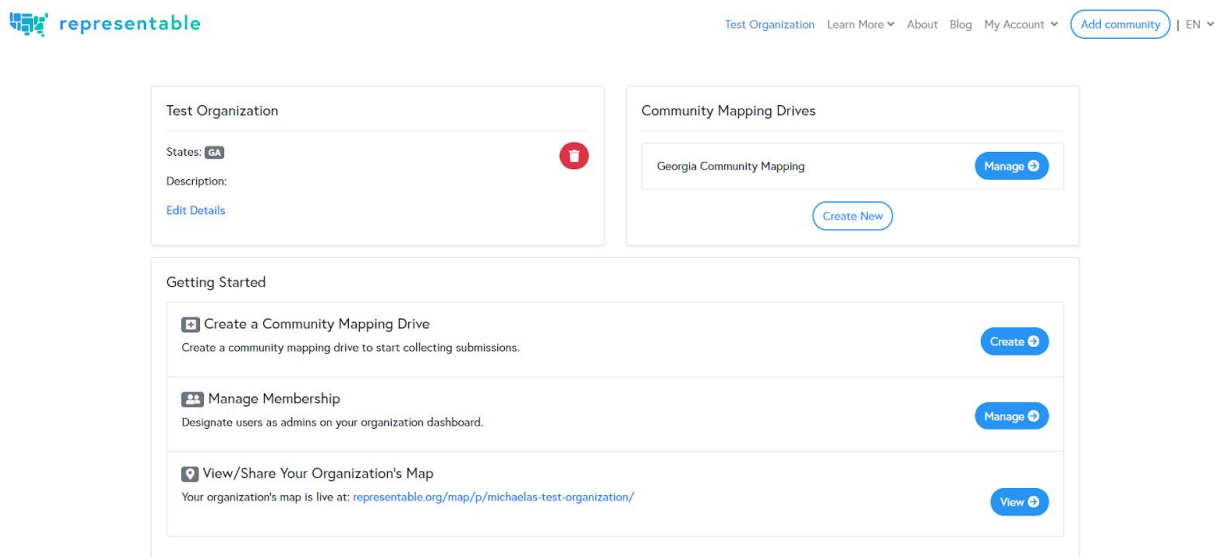 representable
Test Organization Learn More About Blog My Account Add community | EN
Test Organization
States: GA
Description:
Edit Details
Community Mapping Drives
Georgia Community Mapping Manage
Create New
Getting Started
Create a Community Mapping Drive
Create a community mapping drive to start collecting submissions.
Create
Manage Membership
Designate users as admins on your organization dashboard.
Manage
View/Share Your Organization's Map
Your organization's map is live at: representable.org/map/p/michaelas-test-organization/
View